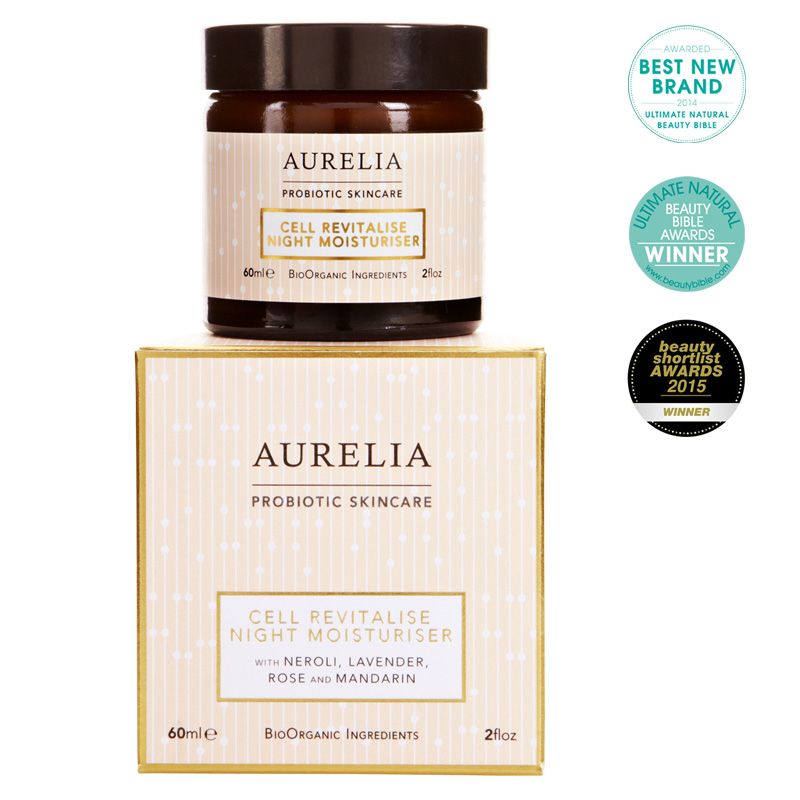 AURELIA
PROBIOTIC SKINCARE
CELL REVITALISE
NIGHT MOISTURISER
60ml℮ BIOORGANIC INGREDIENTS 2floz
AURELIA
PROBIOTIC SKINCARE
CELL REVITALISE
NIGHT MOISTURISER
WITH NEROLI, LAVENDER,
ROSE AND MANDARIN
60ml℮ BIOORGANIC INGREDIENTS 2floz
AWARDED
BEST NEW
BRAND
2014
ULTIMATE NATURAL
BEAUTY BIBLE
ULTIMATE NATURAL
BEAUTY
BIBLE
AWARDS
WINNER
www.beautybible.com
beauty
shortlist
AWARDS
2015
WINNER